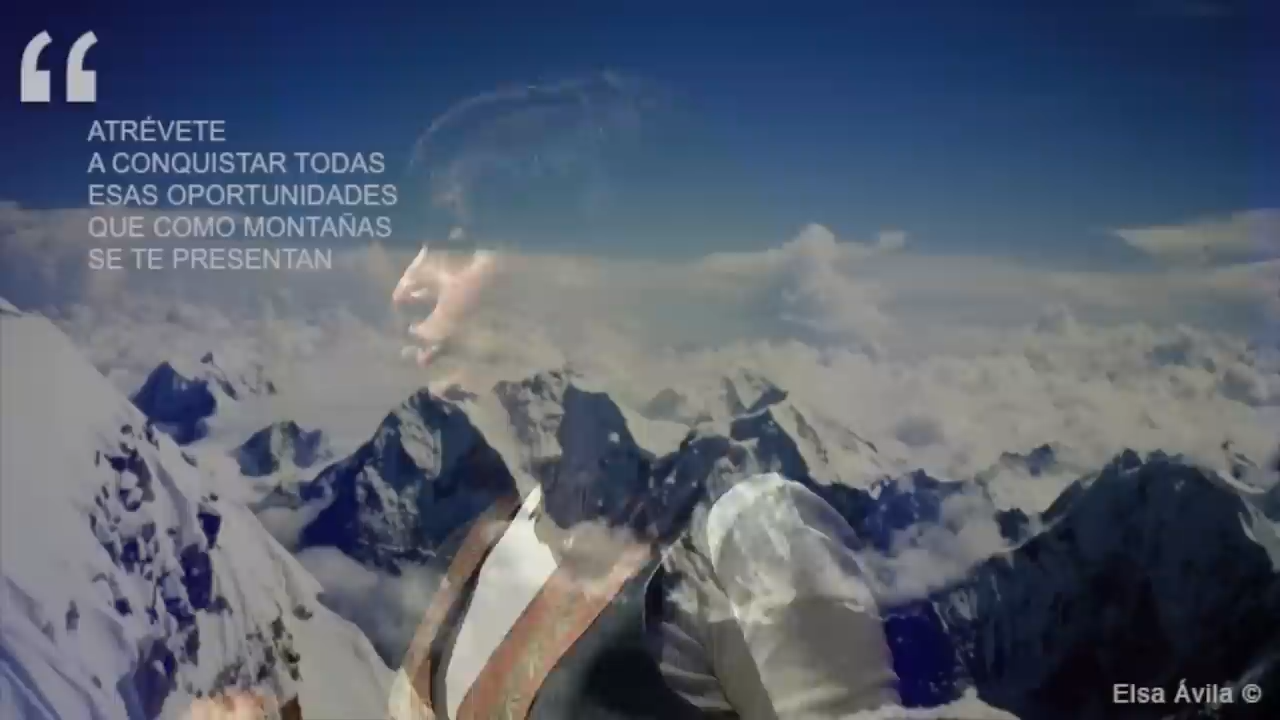 “
ATRÉVETE
A CONQUISTAR TODAS
ESAS OPORTUNIDADES
QUE COMO MONTAÑAS
SE TE PRESENTAN
Elsa Ávila ©